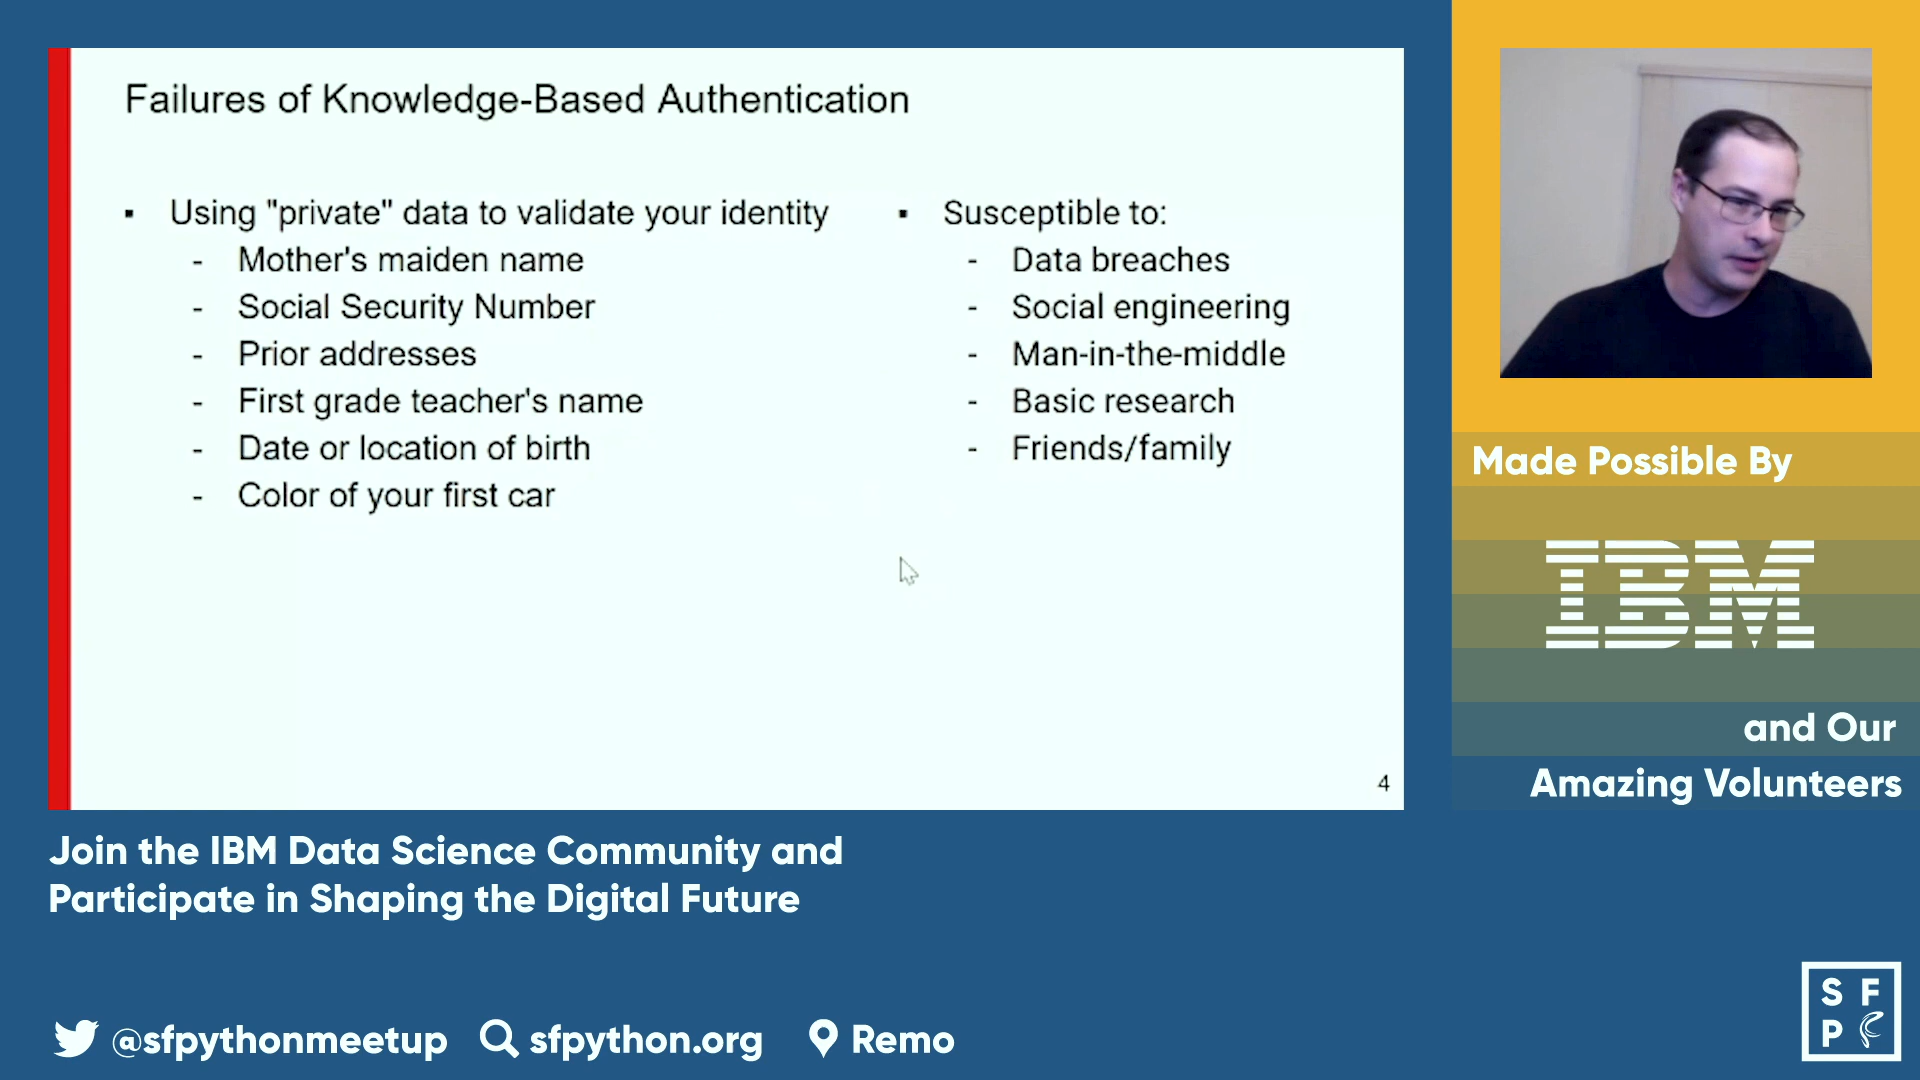 Failures of Knowledge-Based Authentication
▪ Using "private" data to validate your identity
- Mother's maiden name
- Social Security Number
- Prior addresses
- First grade teacher's name
- Date or location of birth
- Color of your first car
▪ Susceptible to:
- Data breaches
- Social engineering
- Man-in-the-middle
- Basic research
- Friends/family
4
Made Possible By
IBM
and Our
Amazing Volunteers
Join the IBM Data Science Community and
Participate in Shaping the Digital Future
@sfpythonmeetup
sfpython.org
Remo
S F
P